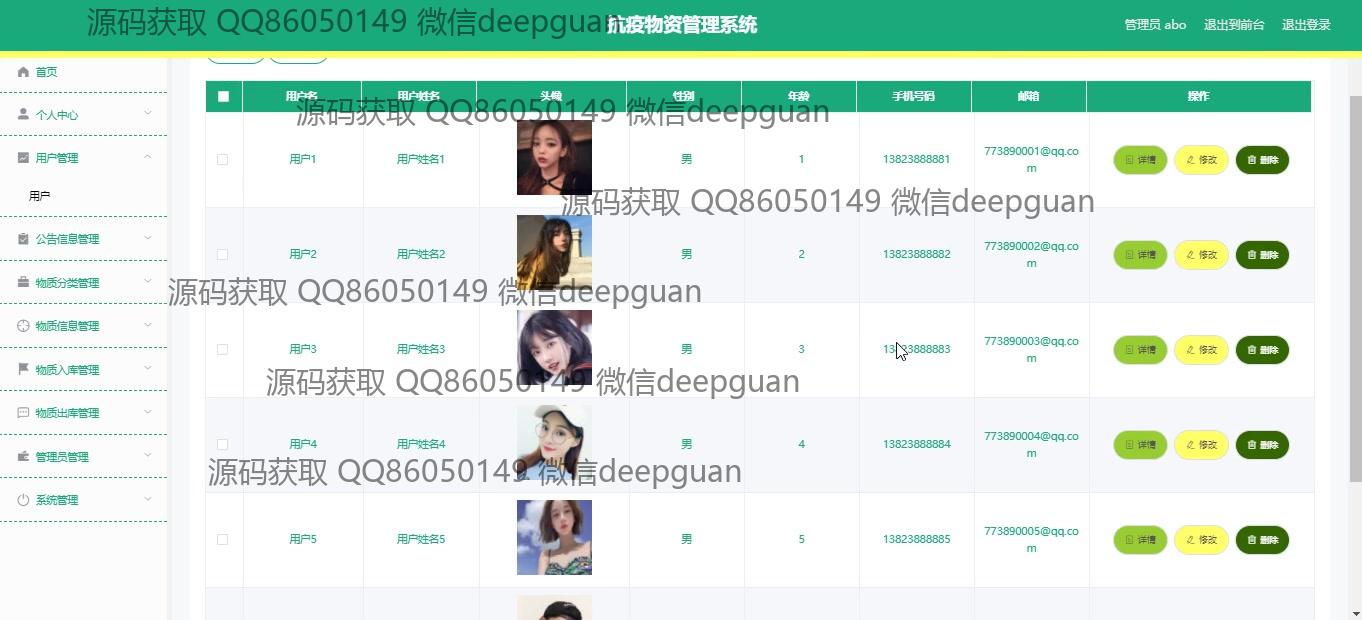 源码获取 QQ86050149 微信deepguan
抗疫物资管理系统
管理员 abo 退出到前台 退出登录
首页
个人中心
用户管理
用户
公告信息管理
物质分类管理
物质信息管理
物质入库管理
物质出库管理
管理员管理
系统管理
用户名 用户姓名 头像 性别 年龄 手机号码 邮箱 操作
源码获取 QQ86050149 微信deepguan
用户1 用户姓名1 男 1 13823888881 773890001@qq.co
m
详情 修改 删除
源码获取 QQ86050149 微信deepguan
用户2 用户姓名2 男 2 13823888882 773890002@qq.co
m
详情 修改 删除
源码获取 QQ86050149 微信deepguan
用户3 用户姓名3 男 3 13823888883 773890003@qq.co
m
详情 修改 删除
源码获取 QQ86050149 微信deepguan
用户4 用户姓名4 男 4 13823888884 773890004@qq.co
m
详情 修改 删除
源码获取 QQ86050149 微信deepguan
用户5 用户姓名5 男 5 13823888885 773890005@qq.co
m
详情 修改 删除